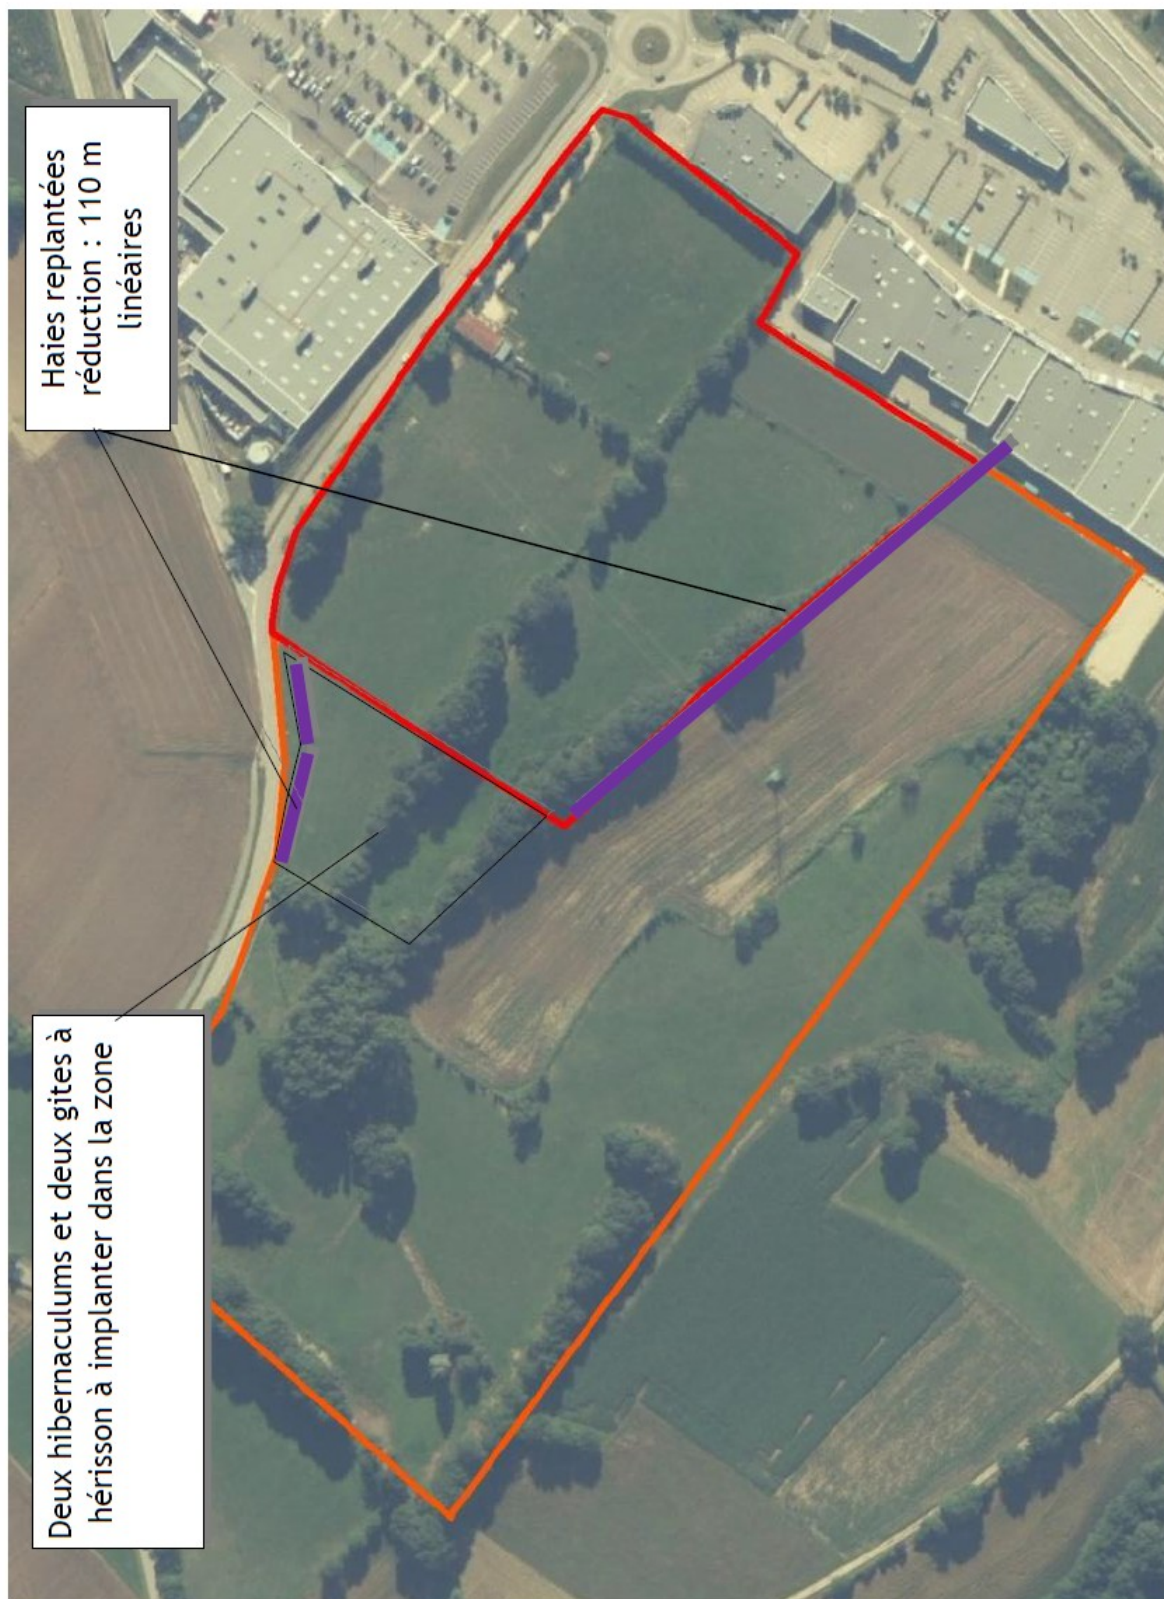 Haies replantées
réduction : 110 m
linéaires
Deux hibernaculums et deux gites à
hérisson à implanter dans la zone